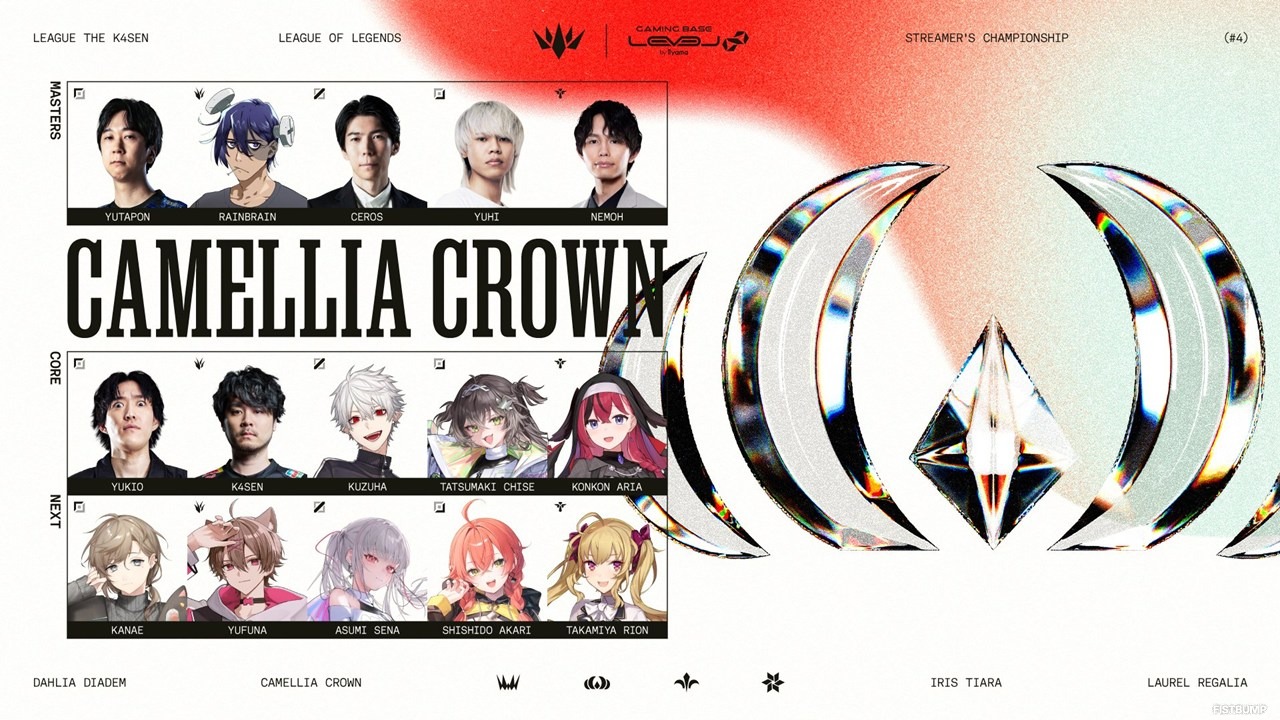 LEAGUE THE K4SEN
LEAGUE OF LEGENDS
GAMING BASE
LEVEL∞
by iiyama
STREAMER'S CHAMPIONSHIP
(#4)
MASTERS
YUTAPON
RAINBRAIN
CEROS
YUHI
NEMOH
CAMELLIA CROWN
CORE
YUKIO
K4SEN
KUZUHA
TATSUMAKI CHISE
KONKON ARIA
NEXT
KANAE
YUFUNA
ASUMI SENA
SHISHIDO AKARI
TAKAMIYA RION
DAHLIA DIADEM
CAMELLIA CROWN
IRIS TIARA
LAUREL REGALIA
FISTBUMP